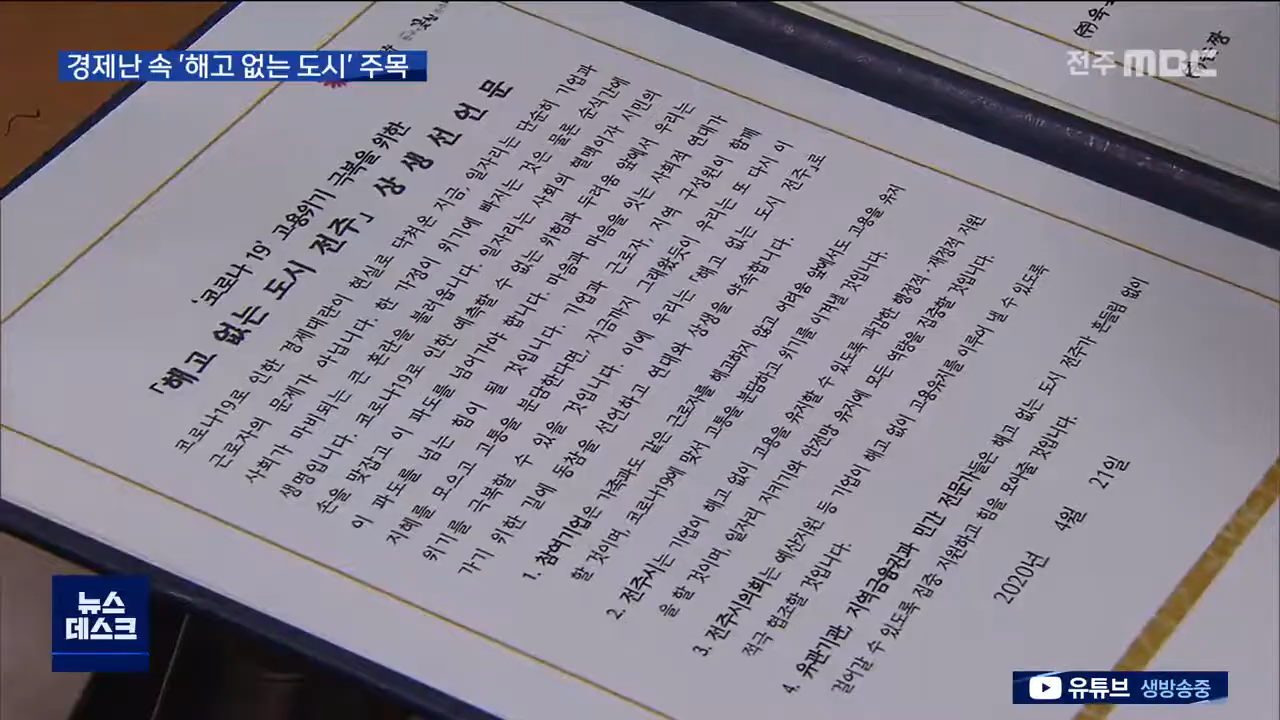 경제난 속 '해고 없는 도시' 주목
전주 MBC
'코로나 19' 고용위기 극복을 위한
「해고 없는 도시 전주」 상생선언문
코로나19로 인한 경제대란이 현실로 닥쳐온 지금, 일자리는 단순히 기업과
근로자의 문제가 아닙니다. 한 가정이 위기에 빠지는 것은 물론 순식간에
사회가 마비되는 큰 혼란을 불러옵니다. 일자리는 사회의 혈맥이자 시민의
생명입니다. 코로나19로 인한 예측할 수 없는 위험과 두려움 앞에서 우리는
손을 맞잡고 이 파도를 넘어가야 합니다. 마음과 마음을 잇는 사회적 연대가
이 파도를 넘는 힘이 될 것입니다. 기업과 근로자, 지역 구성원이 함께
지혜를 모으고 고통을 분담한다면, 지금까지 그래왔듯이 우리는 또 다시 이
위기를 극복할 수 있을 것입니다. 이에 우리는 「해고 없는 도시 전주」로
가기 위한 길에 동참을 선언하고 연대와 상생을 약속합니다.
1. 참여기업은 가족과도 같은 근로자를 해고하지 않고 어려움 앞에서도 고용을 유지
할 것이며, 코로나19에 맞서 고통을 분담하고 위기를 이겨낼 것입니다.
2. 전주시는 기업이 해고 없이 고용을 유지할 수 있도록 과감한 행정적·재정적 지원
을 할 것이며, 일자리 지키기와 안전망 유지에 모든 역량을 집중할 것입니다.
3. 전주시의회는 예산지원 등 기업이 해고 없이 고용유지를 이루어 낼 수 있도록
적극 협조할 것입니다.
4. 유관기관, 지역금융권과 민간 전문가들은 해고 없는 도시 전주가 흔들림 없이
걸어갈 수 있도록 집중 지원하고 힘을 모아줄 것입니다.
2020년 4월 21일
뉴스
데스크
유튜브 생방송중